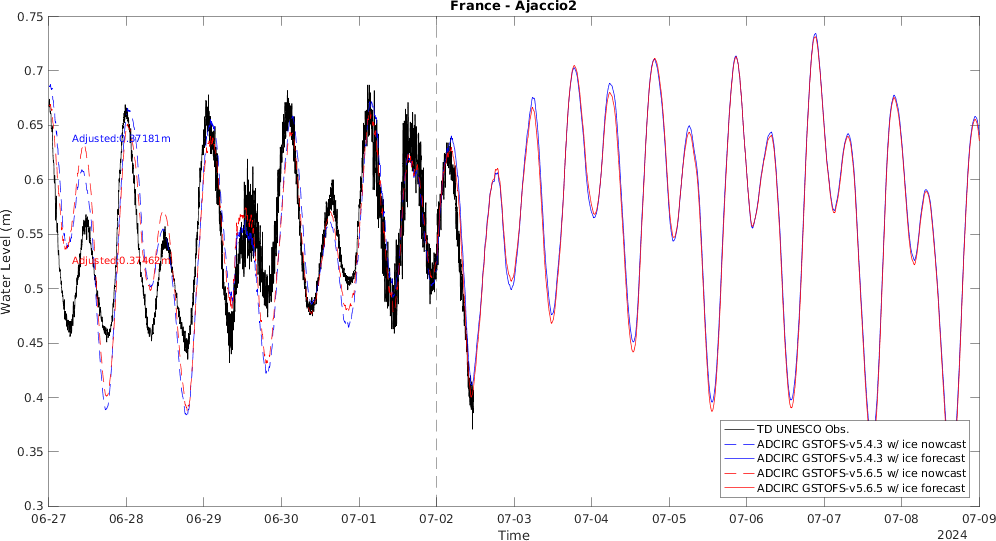 France - Ajaccio2
0.75
0.7
0.65
0.6
0.55
0.5
0.45
0.4
0.35
0.3
Water Level (m)
Adjusted:0.37181m
Adjusted:0.37462m
TD UNESCO Obs.
ADCIRC GSTOFS-v5.4.3 w/ ice nowcast
ADCIRC GSTOFS-v5.4.3 w/ ice forecast
ADCIRC GSTOFS-v5.6.5 w/ ice nowcast
ADCIRC GSTOFS-v5.6.5 w/ ice forecast
06-27 06-28 06-29 06-30 07-01 07-02 07-03 07-04 07-05 07-06 07-07 07-08 07-09
Time
2024